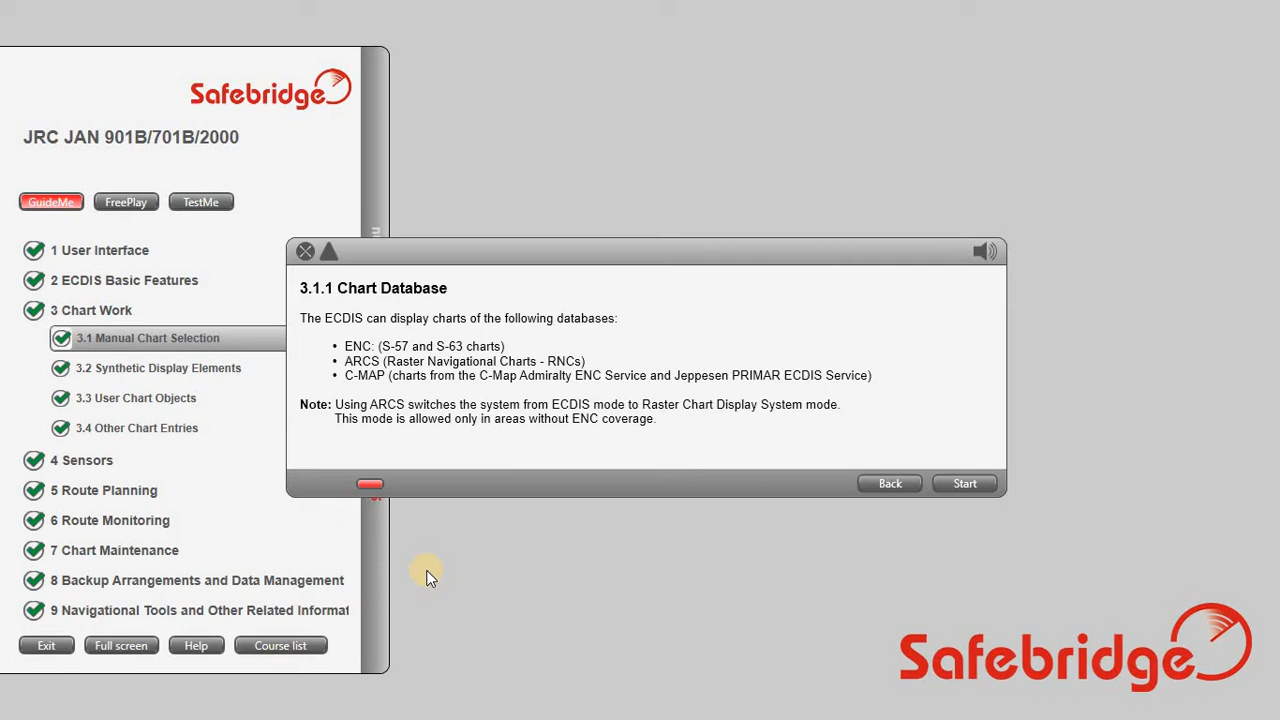 Safebridge
JRC JAN 901B/701B/2000
GuideMe
FreePlay
TestMe
1 User Interface
2 ECDIS Basic Features
3 Chart Work
3.1 Manual Chart Selection
3.2 Synthetic Display Elements
3.3 User Chart Objects
3.4 Other Chart Entries
4 Sensors
5 Route Planning
6 Route Monitoring
7 Chart Maintenance
8 Backup Arrangements and Data Management
9 Navigational Tools and Other Related Informat
Exit
Full screen
Help
Course list
3.1.1 Chart Database
The ECDIS can display charts of the following databases:
• ENC: (S-57 and S-63 charts)
• ARCS (Raster Navigational Charts - RNCs)
• C-MAP (charts from the C-Map Admiralty ENC Service and Jeppesen PRIMAR ECDIS Service)
Note: Using ARCS switches the system from ECDIS mode to Raster Chart Display System mode.
This mode is allowed only in areas without ENC coverage.
Back
Start
Safebridge